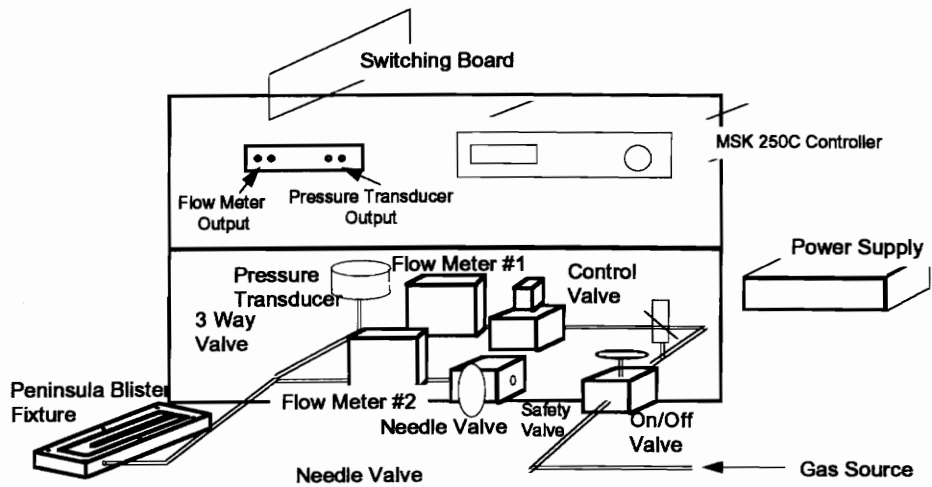 Switching Board
MSK 250C Controller
Flow Meter
Output
Pressure Transducer
Output
Power Supply
Pressure
Transducer
Flow Meter #1
Control
Valve
3 Way
Valve
Peninsula Blister
Fixture
Flow Meter #2
Needle Valve
Safety
Valve
On/Off
Valve
Needle Valve
Gas Source